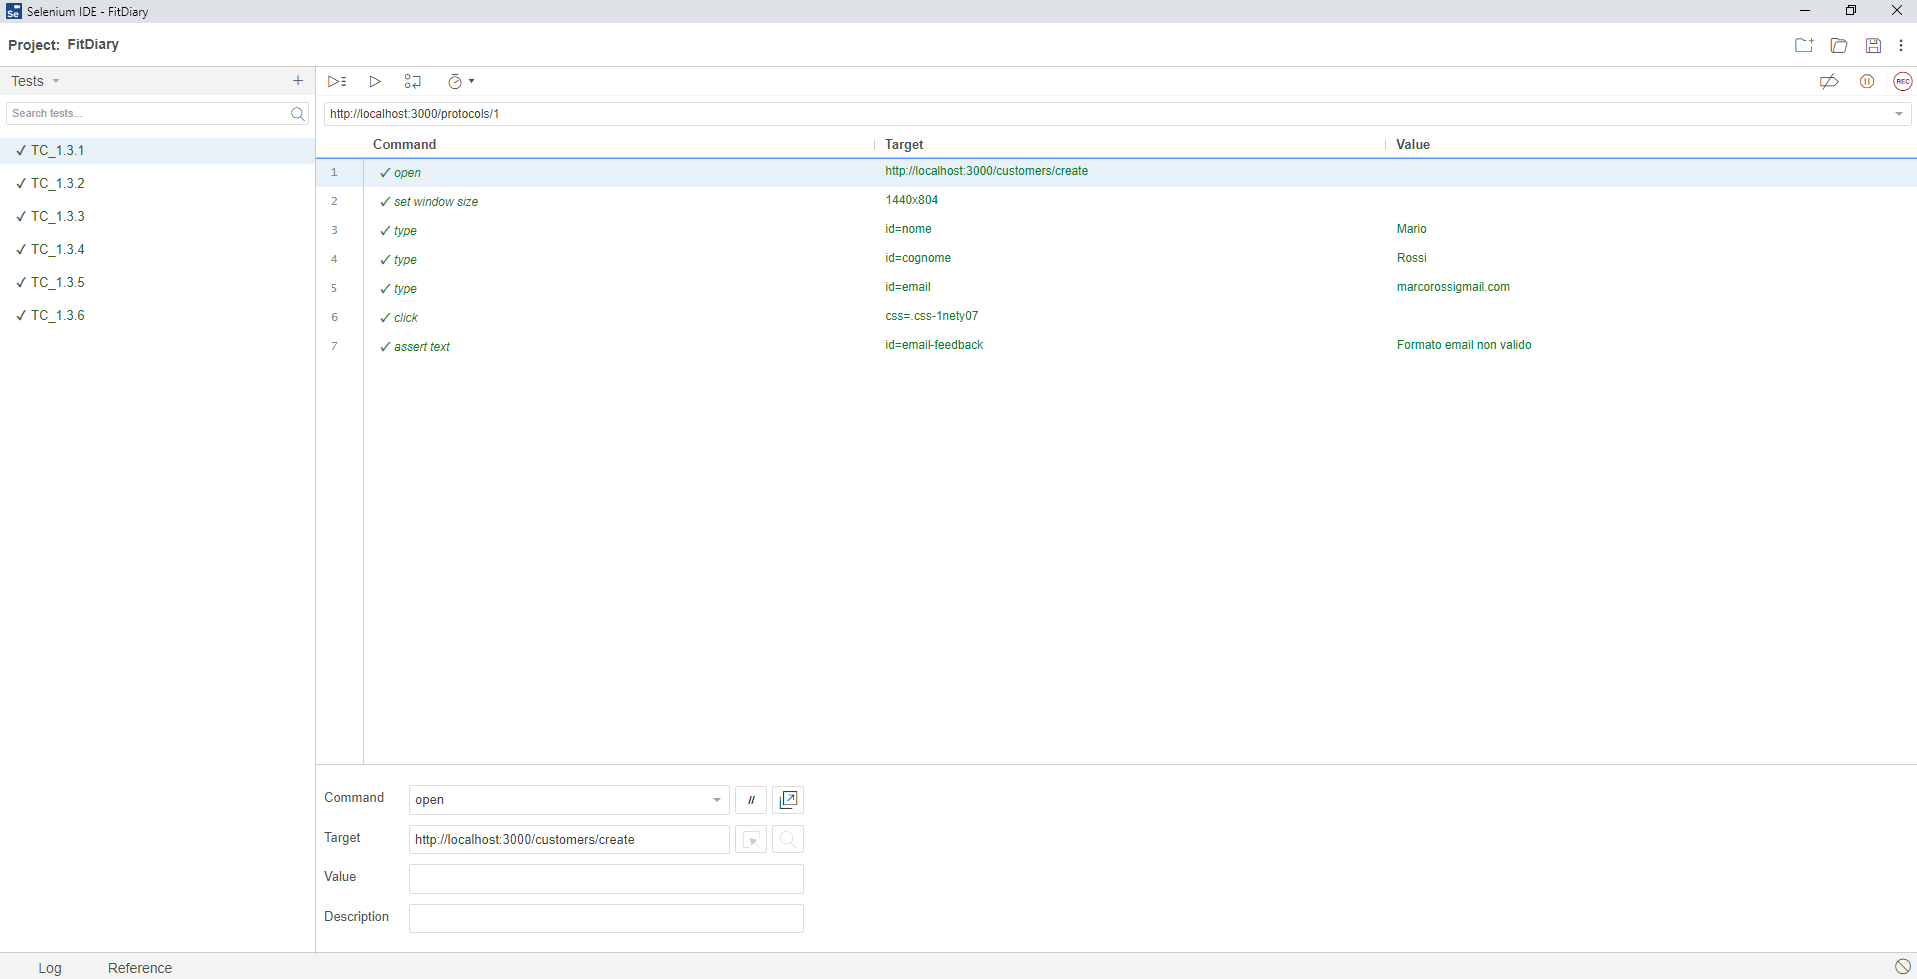 Se Selenium IDE - FitDiary
Project: FitDiary
Tests
Search tests...
✓ TC_1.3.1
✓ TC_1.3.2
✓ TC_1.3.3
✓ TC_1.3.4
✓ TC_1.3.5
✓ TC_1.3.6
REC
http://localhost:3000/protocols/1
Command Target Value
1 ✓ open http://localhost:3000/customers/create
2 ✓ set window size 1440x804
3 ✓ type id=nome Mario
4 ✓ type id=cognome Rossi
5 ✓ type id=email marcorossigmail.com
6 ✓ click css=.css-1nety07
7 ✓ assert text id=email-feedback Formato email non valido
Command open //
Target http://localhost:3000/customers/create
Value
Description
Log Reference